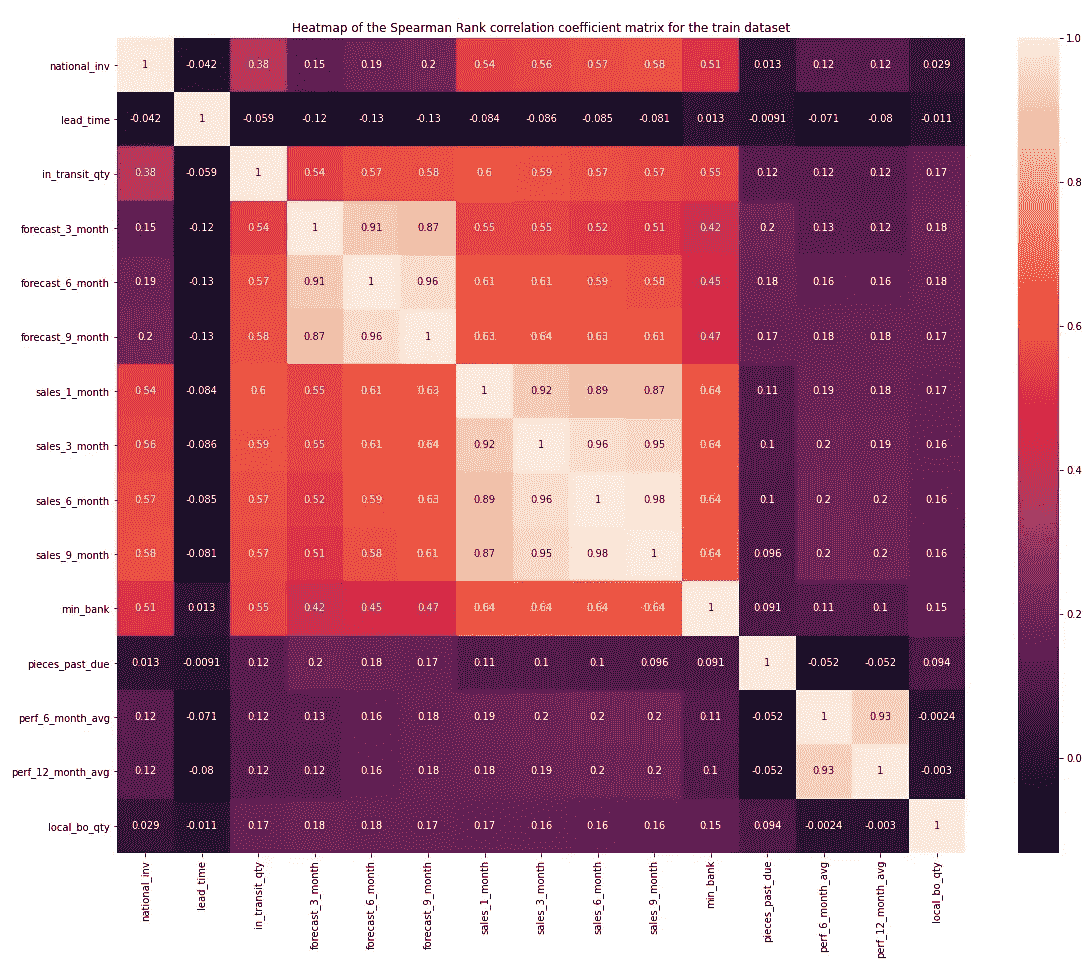 Heatmap of the Spearman Rank correlation coefficient matrix for the train dataset
national_inv 1 -0.042 0.38 0.15 0.19 0.2 0.54 0.56 0.57 0.58 0.51 0.013 0.12 0.12 0.029
lead_time -0.042 1 -0.059 -0.12 -0.13 -0.13 -0.084 -0.086 -0.085 -0.081 0.013 -0.0091 -0.071 -0.08 -0.011
in_transit_qty 0.38 -0.059 1 0.54 0.57 0.58 0.6 0.59 0.57 0.57 0.55 0.12 0.12 0.12 0.17
forecast_3_month 0.15 -0.12 0.54 1 0.91 0.87 0.55 0.55 0.52 0.51 0.42 0.2 0.13 0.12 0.18
forecast_6_month 0.19 -0.13 0.57 0.91 1 0.96 0.61 0.61 0.59 0.58 0.45 0.18 0.16 0.16 0.18
forecast_9_month 0.2 -0.13 0.58 0.87 0.96 1 0.63 0.64 0.63 0.61 0.47 0.17 0.18 0.18 0.17
sales_1_month -0.54 -0.084 0.6 0.55 0.61 0.63 1 0.92 0.89 0.87 0.64 0.11 0.19 0.18 0.17
sales_3_month 0.56 -0.086 0.59 0.55 0.61 0.64 0.92 1 0.96 0.95 0.64 0.1 0.2 0.19 0.16
sales_6_month 0.57 -0.085 0.57 0.52 0.59 0.63 0.89 0.96 1 0.98 0.64 0.1 0.2 0.2 0.16
sales_9_month 0.58 -0.081 0.57 0.51 0.58 0.61 0.87 0.95 0.98 1 0.64 0.096 0.2 0.2 0.16
min_bank 0.51 0.013 0.55 0.42 0.45 0.47 0.64 0.64 0.64 0.64 1 0.091 0.11 0.1 0.15
pieces_past_due 0.013 -0.0091 0.12 0.2 0.18 0.17 0.11 0.1 0.1 0.096 0.091 1 -0.052 -0.052 0.094
perf_6_month_avg 0.12 -0.071 0.12 0.13 0.16 0.18 0.19 0.2 0.2 0.2 0.11 -0.052 1 0.93 -0.0024
perf_12_month_avg 0.12 -0.08 0.12 0.12 0.16 0.18 0.18 0.19 0.2 0.2 0.1 -0.052 0.93 1 -0.003
local_bo_qty 0.029 -0.011 0.17 0.18 0.18 0.17 0.17 0.16 0.16 0.16 0.15 0.094 -0.0024 -0.003 1
national_inv
lead_time
in_transit_qty
forecast_3_month
forecast_6_month
forecast_9_month
sales_1_month
sales_3_month
sales_6_month
sales_9_month
min_bank
pieces_past_due
perf_6_month_avg
perf_12_month_avg
local_bo_qty
1.0
0.8
0.6
0.4
0.2
0.0